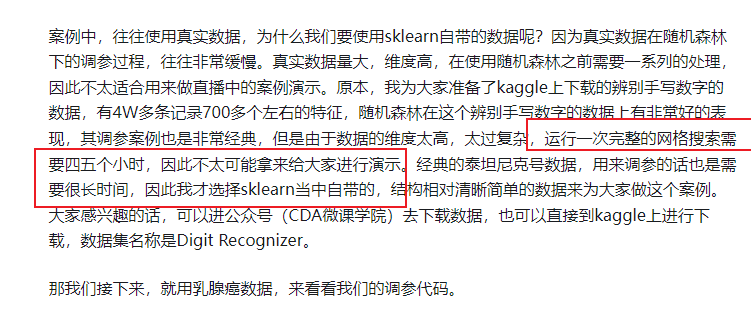 案例中，往往使用真实数据，为什么我们要使用sklearn自带的数据呢？因为真实数据在随机森林
下的调参过程，往往非常缓慢。真实数据量大，维度高，在使用随机森林之前需要一系列的处理，
因此不太适合用来做直播中的案例演示。原本，我为大家准备了kaggle上下载的辨别手写数字的
数据，有4W多条记录700多个左右的特征，随机森林在这个辨别手写数字的数据上有非常好的表
现，其调参案例也是非常经典，但是由于数据的维度太高，太过复杂，运行一次完整的网格搜索需
要四五个小时，因此不太可能拿来给大家进行演示。经典的泰坦尼克号数据，用来调参的话也是需
要很长时间，因此我才选择sklearn当中自带的，结构相对清晰简单的数据来为大家做这个案例。
大家感兴趣的话，可以进公众号（CDA微课学院）去下载数据，也可以直接到kaggle上进行下
载，数据集名称是Digit Recognizer。
那我们接下来，就用乳腺癌数据，来看看我们的调参代码。